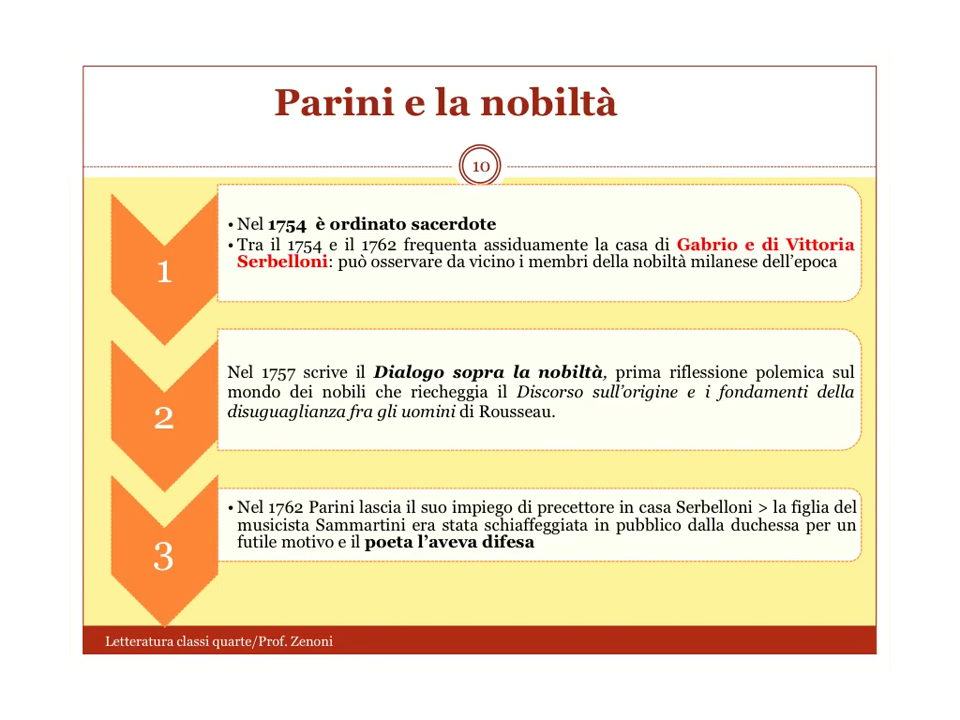 Parini e la nobiltà
10
1
• Nel 1754 è ordinato sacerdote
• Tra il 1754 e il 1762 frequenta assiduamente la casa di Gabrio e di Vittoria
Serbelloni: può osservare da vicino i membri della nobiltà milanese dell'epoca
2
Nel 1757 scrive il Dialogo sopra la nobiltà, prima riflessione polemica sul
mondo dei nobili che riecheggia il Discorso sull'origine e i fondamenti della
disuguaglianza fra gli uomini di Rousseau.
3
• Nel 1762 Parini lascia il suo impiego di precettore in casa Serbelloni > la figlia del
musicista Sammartini era stata schiaffeggiata in pubblico dalla duchessa per un
futile motivo e il poeta l'aveva difesa
Letteratura classi quarte/Prof. Zenoni